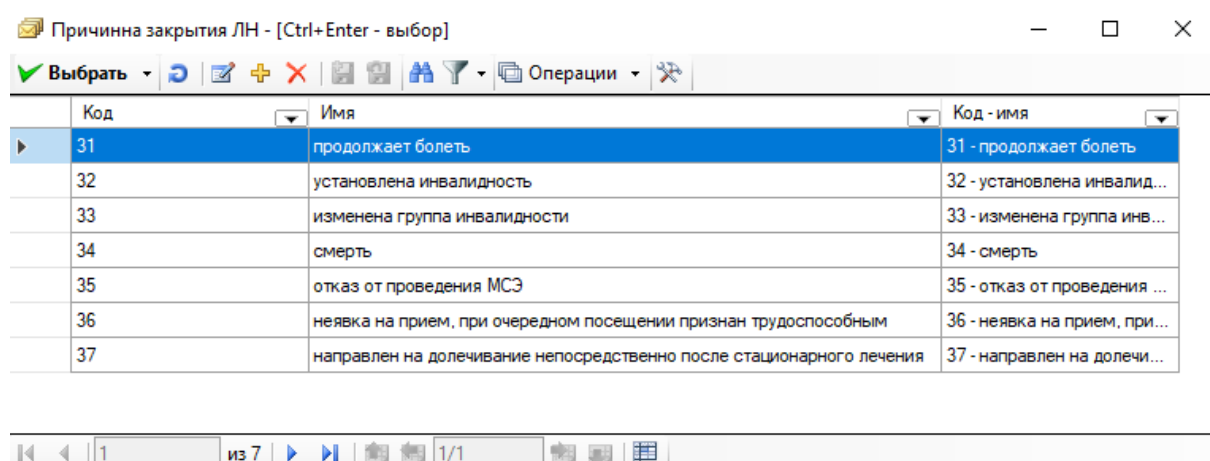 Причинна закрытия ЛН - [Ctrl+Enter - выбор]
Выбрать Операции
Код Имя Код - имя
31 продолжает болеть 31 - продолжает болеть
32 установлена инвалидность 32 - установлена инвалид...
33 изменена группа инвалидности 33 - изменена группа инв...
34 смерть 34 - смерть
35 отказ от проведения МСЭ 35 - отказ от проведения ...
36 неявка на прием, при очередном посещении признан трудоспособным 36 - неявка на прием, при...
37 направлен на долечивание непосредственно после стационарного лечения 37 - направлен на долечи...
1 из 7 1/1